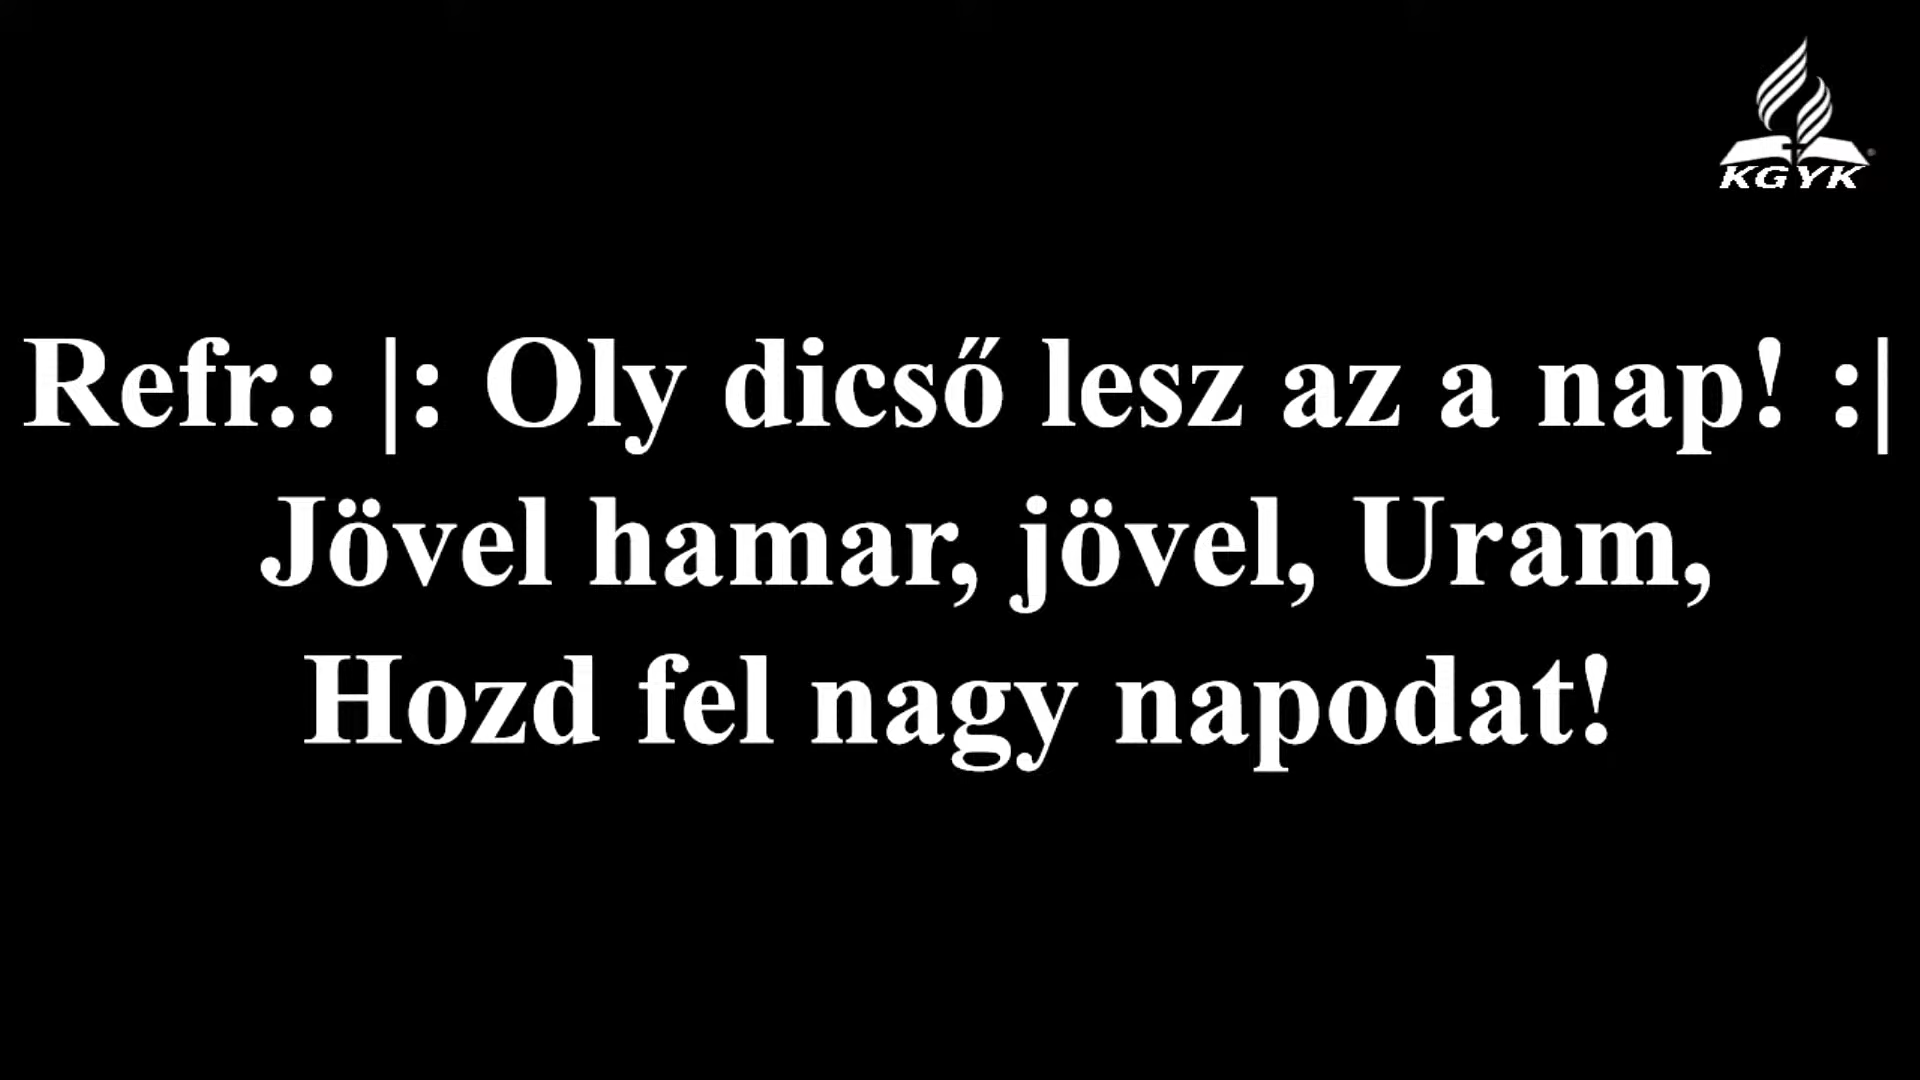 KGYK
Refr.: |: Oly dicső lesz az a nap! :|
Jövel hamar, jövel, Uram,
Hozd fel nagy napodat!